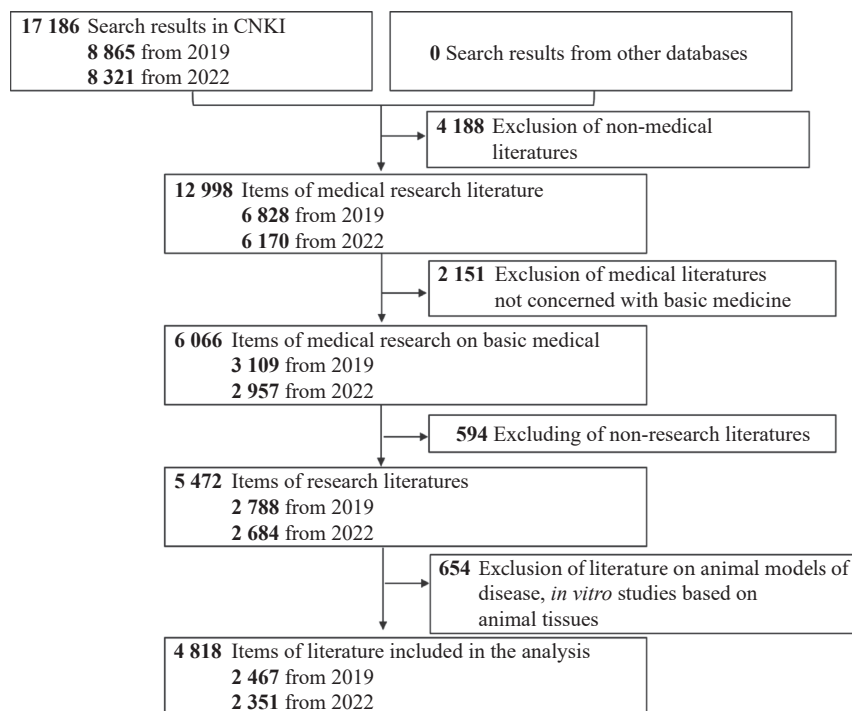 17 186 Search results in CNKI
8 865 from 2019
8 321 from 2022
0 Search results from other databases
4 188 Exclusion of non-medical
literatures
12 998 Items of medical research literature
6 828 from 2019
6 170 from 2022
2 151 Exclusion of medical literatures
not concerned with basic medicine
6 066 Items of medical research on basic medical
3 109 from 2019
2 957 from 2022
594 Excluding of non-research literatures
5 472 Items of research literatures
2 788 from 2019
2 684 from 2022
654 Exclusion of literature on animal models of
disease, in vitro studies based on
animal tissues
4 818 Items of literature included in the analysis
2 467 from 2019
2 351 from 2022